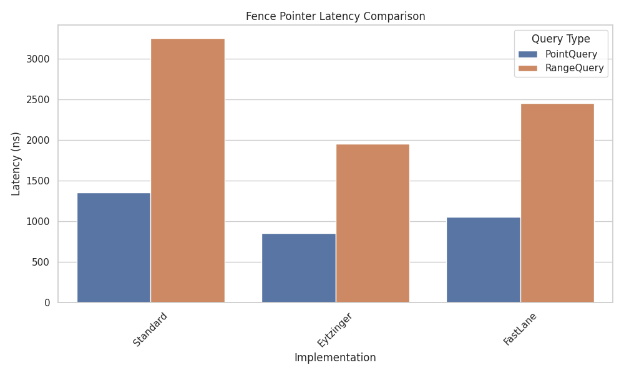 Fence Pointer Latency Comparison
Query Type
PointQuery
RangeQuery
Latency (ns)
3000
2500
2000
1500
1000
500
0
Standard
Eytzinger
FastLane
Implementation